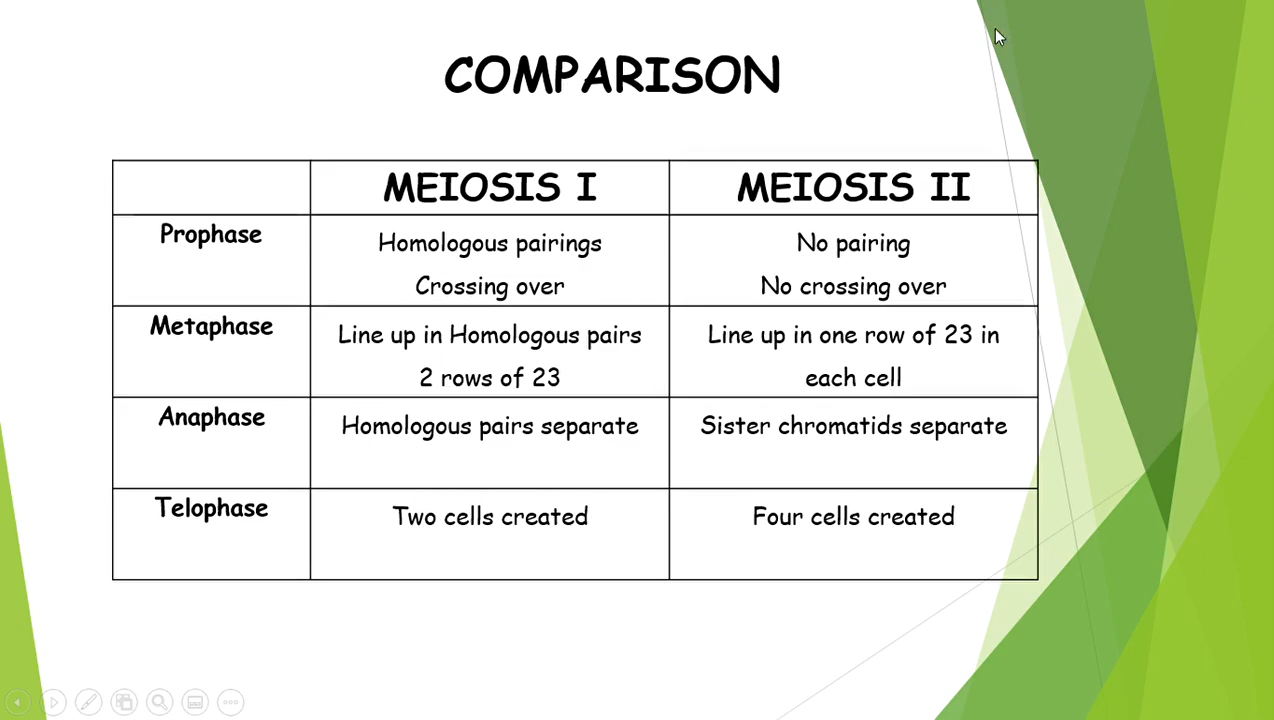 COMPARISON
MEIOSIS I
MEIOSIS II
Prophase
Homologous pairings
Crossing over
No pairing
No crossing over
Metaphase
Line up in Homologous pairs
2 rows of 23
Line up in one row of 23 in
each cell
Anaphase
Homologous pairs separate
Sister chromatids separate
Telophase
Two cells created
Four cells created